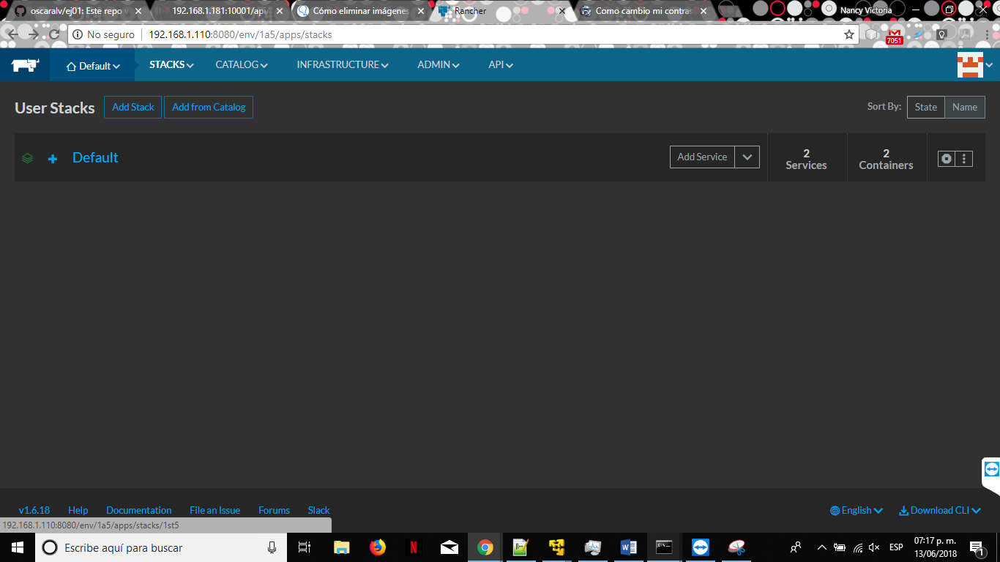 oscaralv/ej01: Este repo v
192.168.1.181:10001/api/
Cómo eliminar imágenes
Rancher
Como cambio mi contras
Nancy Victoria
No seguro 192.168.1.110:8080/env/1a5/apps/stacks
7051
Default STACKS CATALOG INFRASTRUCTURE ADMIN API
User Stacks Add Stack Add from Catalog Sort By: State Name
Default Add Service 2 Services 2 Containers
v1.6.18 Help Documentation File an Issue Forums Slack English Download CLI
192.168.1.110:8080/env/1a5/apps/stacks/1st5
Escribe aquí para buscar
N
ESP
07:17 p. m.
13/06/2018
1